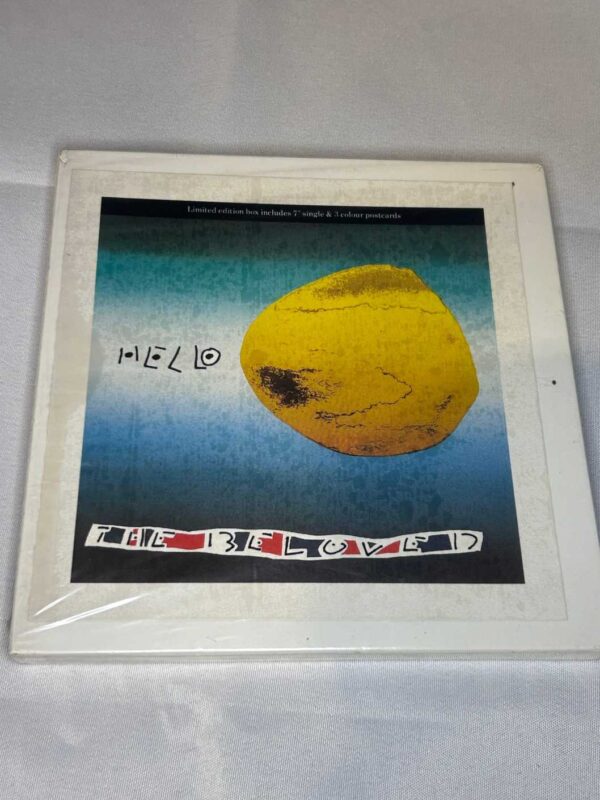 Limited edition box includes 7" single & 3 colour postcards
HELLO
THE BELOVED